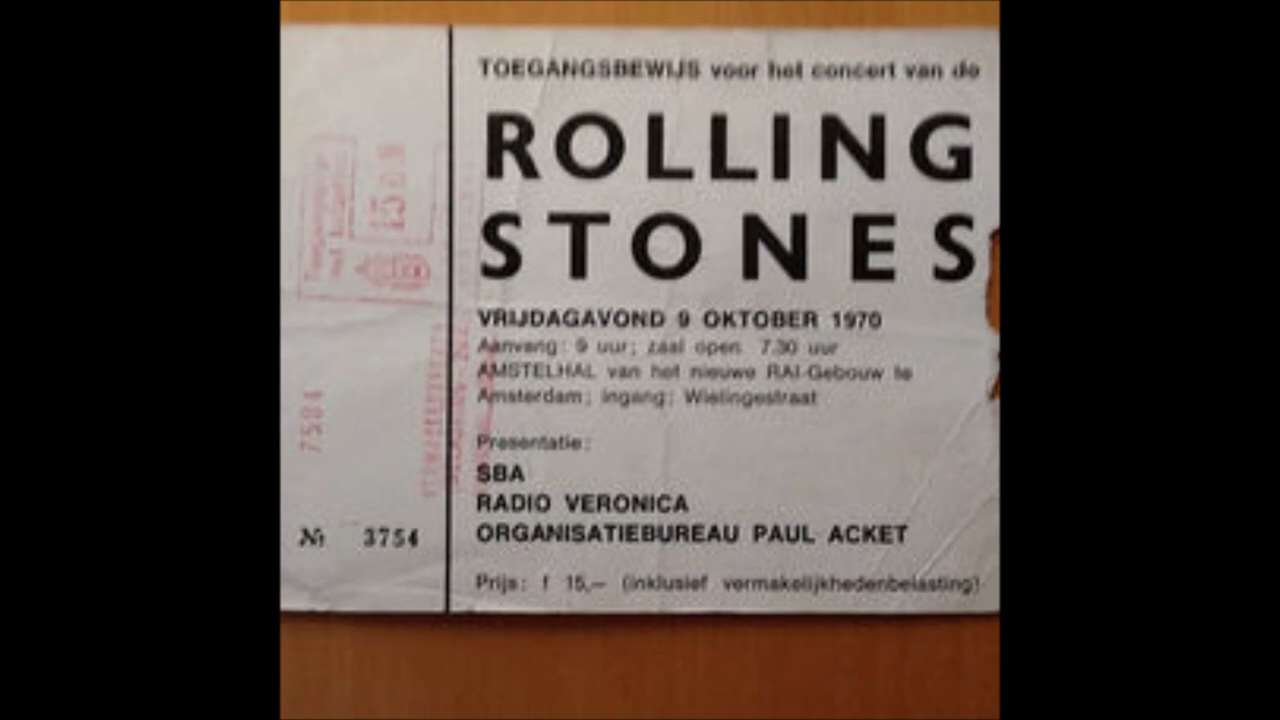 TOEGANGSBEWIJS voor het concert van de
ROLLING
STONES
VRIJDAGAVOND 9 OKTOBER 1970
Aanvang: 9 uur; zaal open 7.30 uur
AMSTELHAL van het nieuwe RAI-Gebouw te
Amsterdam; ingang: Wielingestraat
Presentatie:
SBA
RADIO VERONICA
ORGANISATIEBUREAU PAUL ACKET
Prijs: f 15,— (inklusief vermakelijkhedenbelasting)
7584
№ 3754